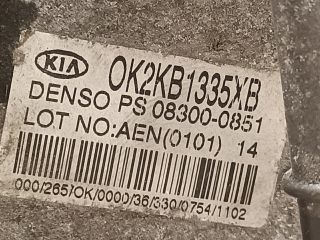 KIA OK2KB1335XB
DENSO PS 08300-0851
LOT NO:AEN(0101) 14
000/265/OK/0000/36/330/0754/1102